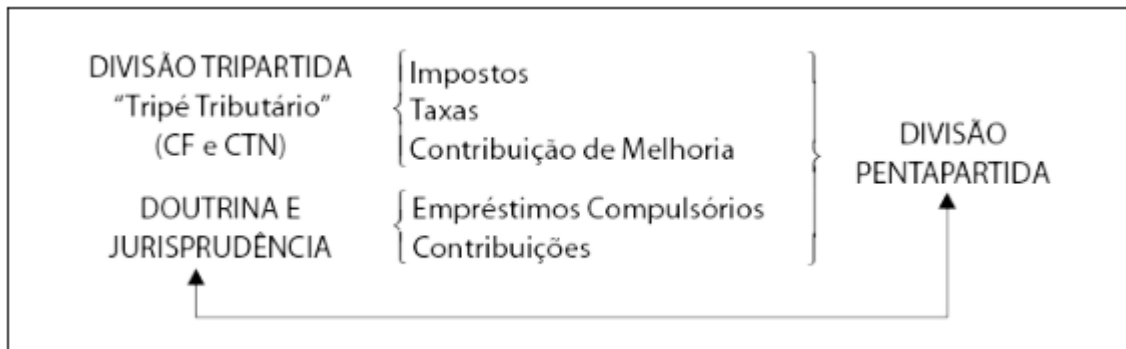 DIVISÃO TRIPARTIDA
"Tripé Tributário"
(CF e CTN)
Impostos
Taxas
Contribuição de Melhoria
DOUTRINA E
JURISPRUDÊNCIA
Empréstimos Compulsórios
Contribuições
DIVISÃO
PENTAPARTIDA